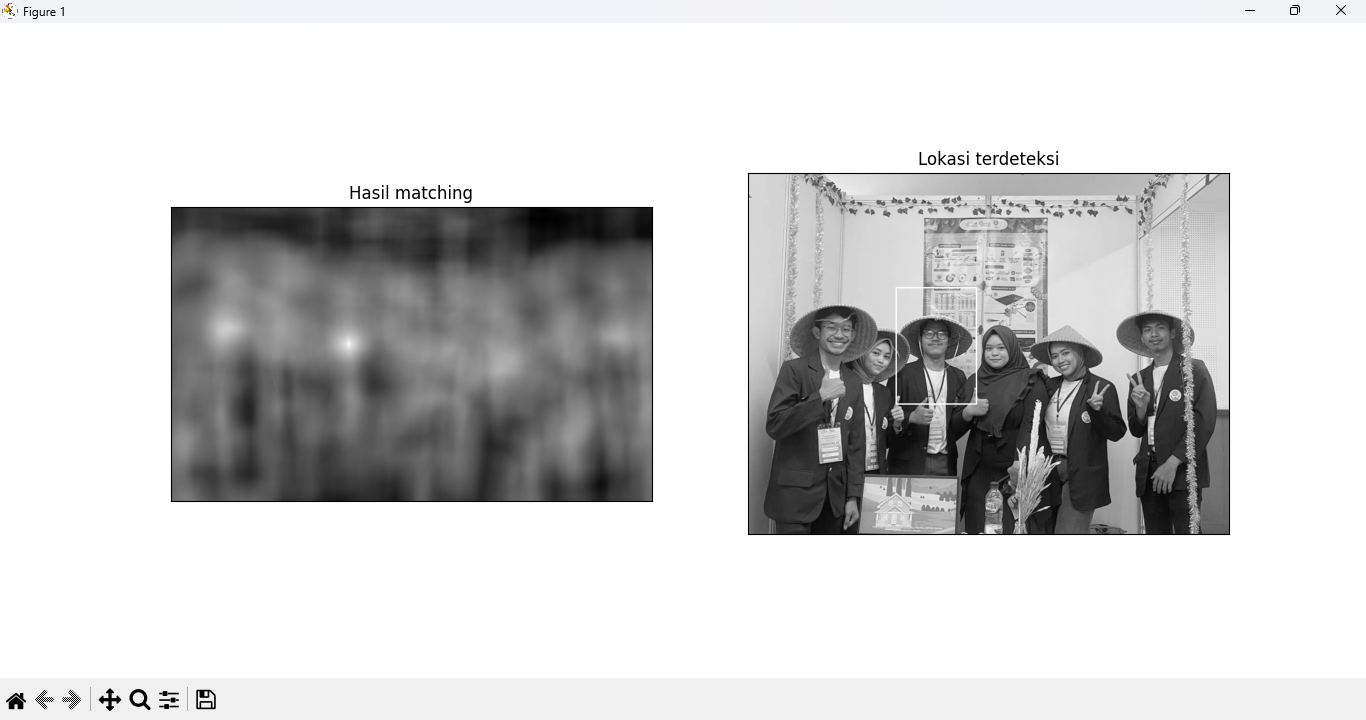 Figure 1
Hasil matching
Lokasi terdeteksi